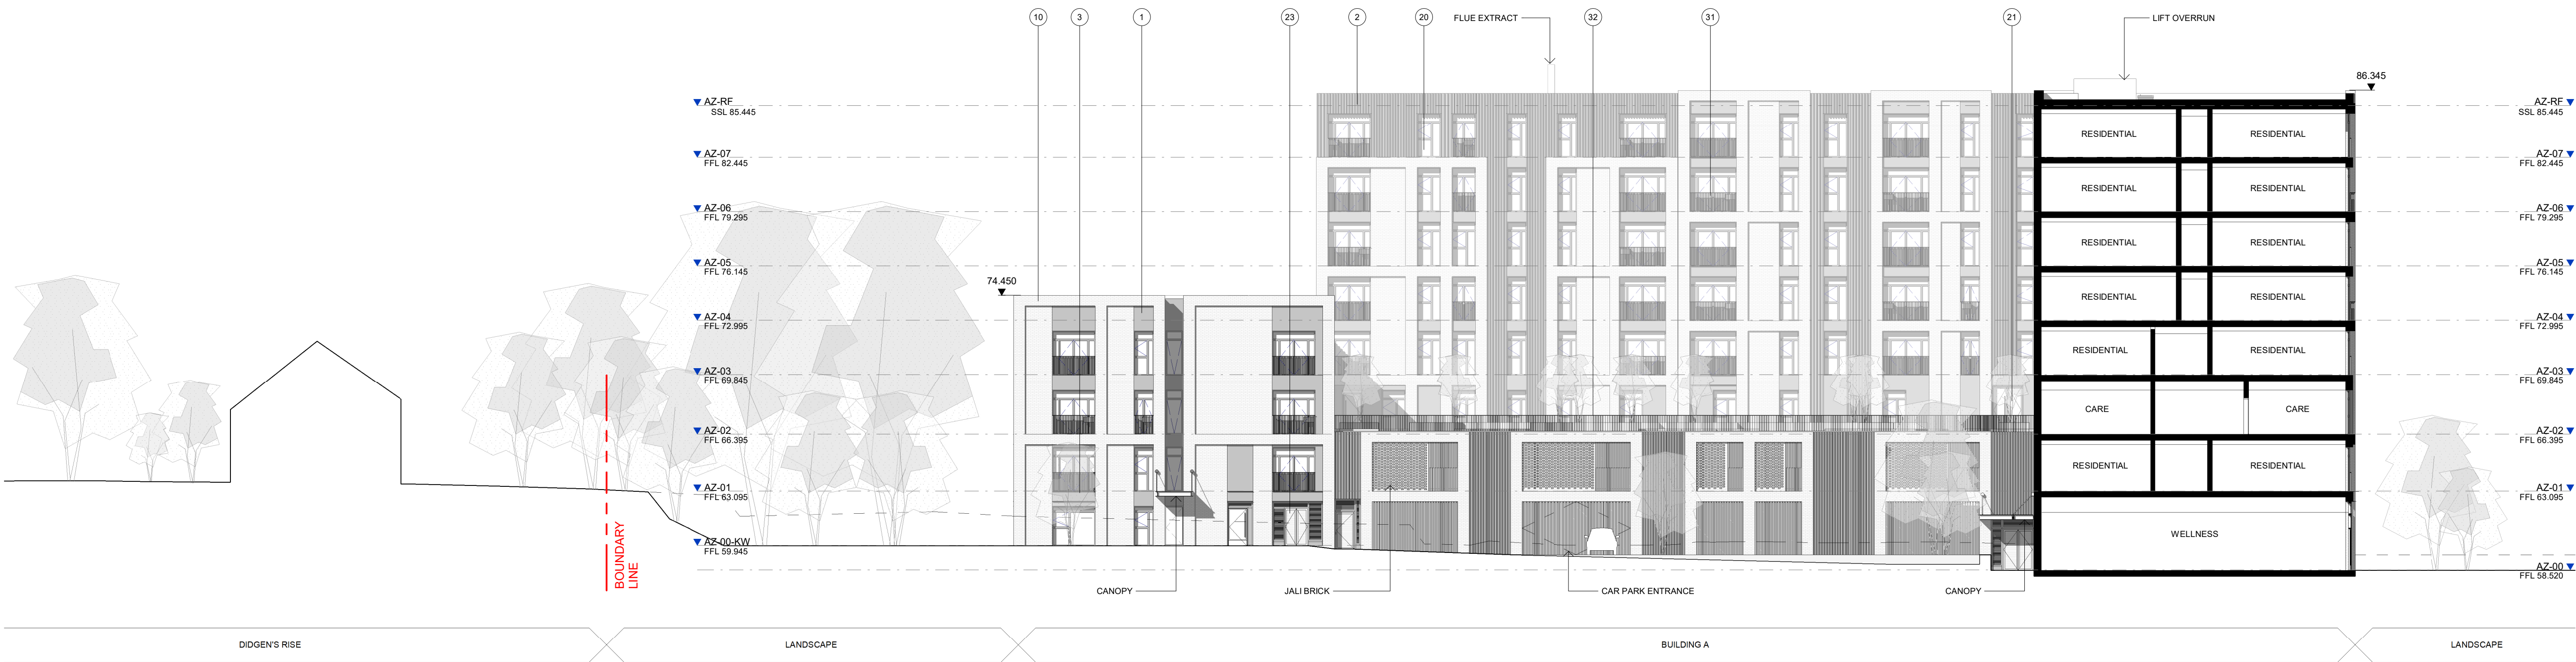 10
3
1
23
2
20
FLUE EXTRACT
32
31
21
LIFT OVERRUN
86.345
AZ-RF
SSL 85.445
AZ-RF
SSL 85.445
RESIDENTIAL
RESIDENTIAL
AZ-07
FFL 82.445
AZ-07
FFL 82.445
RESIDENTIAL
RESIDENTIAL
AZ-06
FFL 79.295
AZ-06
FFL 79.295
RESIDENTIAL
RESIDENTIAL
AZ-05
FFL 76.145
AZ-05
FFL 76.145
74.450
RESIDENTIAL
RESIDENTIAL
AZ-04
FFL 72.995
AZ-04
FFL 72.995
RESIDENTIAL
RESIDENTIAL
AZ-03
FFL 69.845
AZ-03
FFL 69.845
CARE
CARE
AZ-02
FFL 66.395
AZ-02
FFL 66.395
RESIDENTIAL
RESIDENTIAL
AZ-01
FFL 63.095
AZ-01
FFL 63.095
WELLNESS
AZ-00-KW
FFL 59.945
AZ-00
FFL 58.520
BOUNDARY
LINE
CANOPY
JALI BRICK
CAR PARK ENTRANCE
CANOPY
DIDGEN'S RISE
LANDSCAPE
BUILDING A
LANDSCAPE